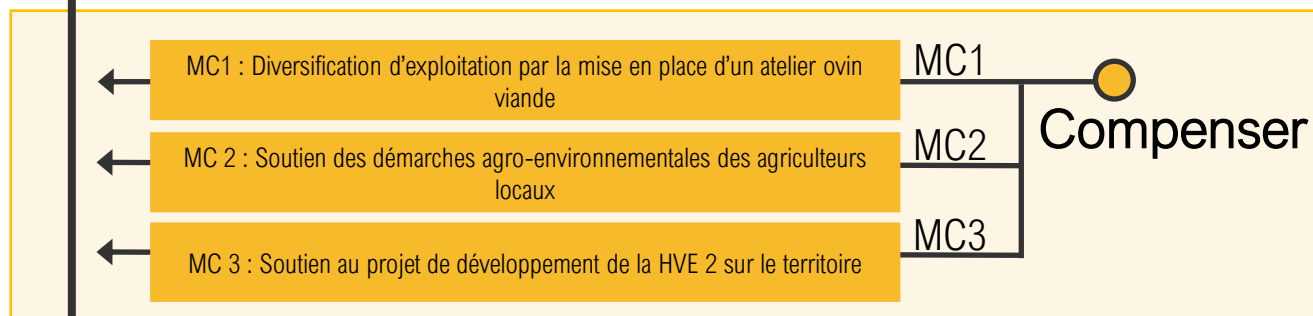 MC1 : Diversification d'exploitation par la mise en place d'un atelier ovin
viande
MC1
Compenser
MC 2 : Soutien des démarches agro-environnementales des agriculteurs
locaux
MC2
MC 3 : Soutien au projet de développement de la HVE 2 sur le territoire
MC3